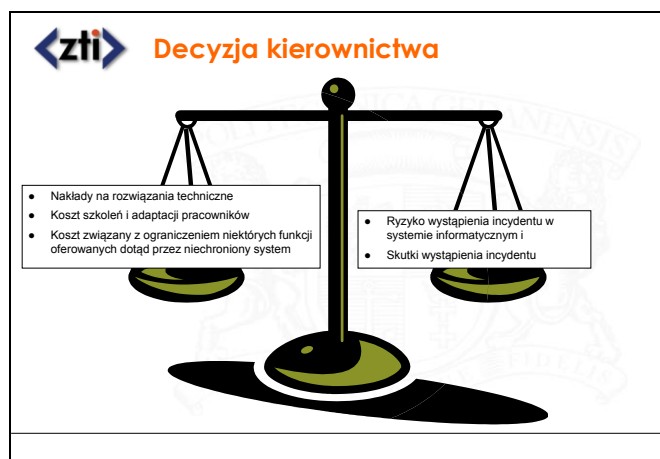 <zti>
Decyzja kierownictwa
● Nakłady na rozwiązania techniczne
● Koszt szkoleń i adaptacji pracowników
● Koszt związany z ograniczeniem niektórych funkcji
oferowanych dotąd przez niechroniony system
● Ryzyko wystąpienia incydentu w
systemie informatycznym i
● Skutki wystąpienia incydentu